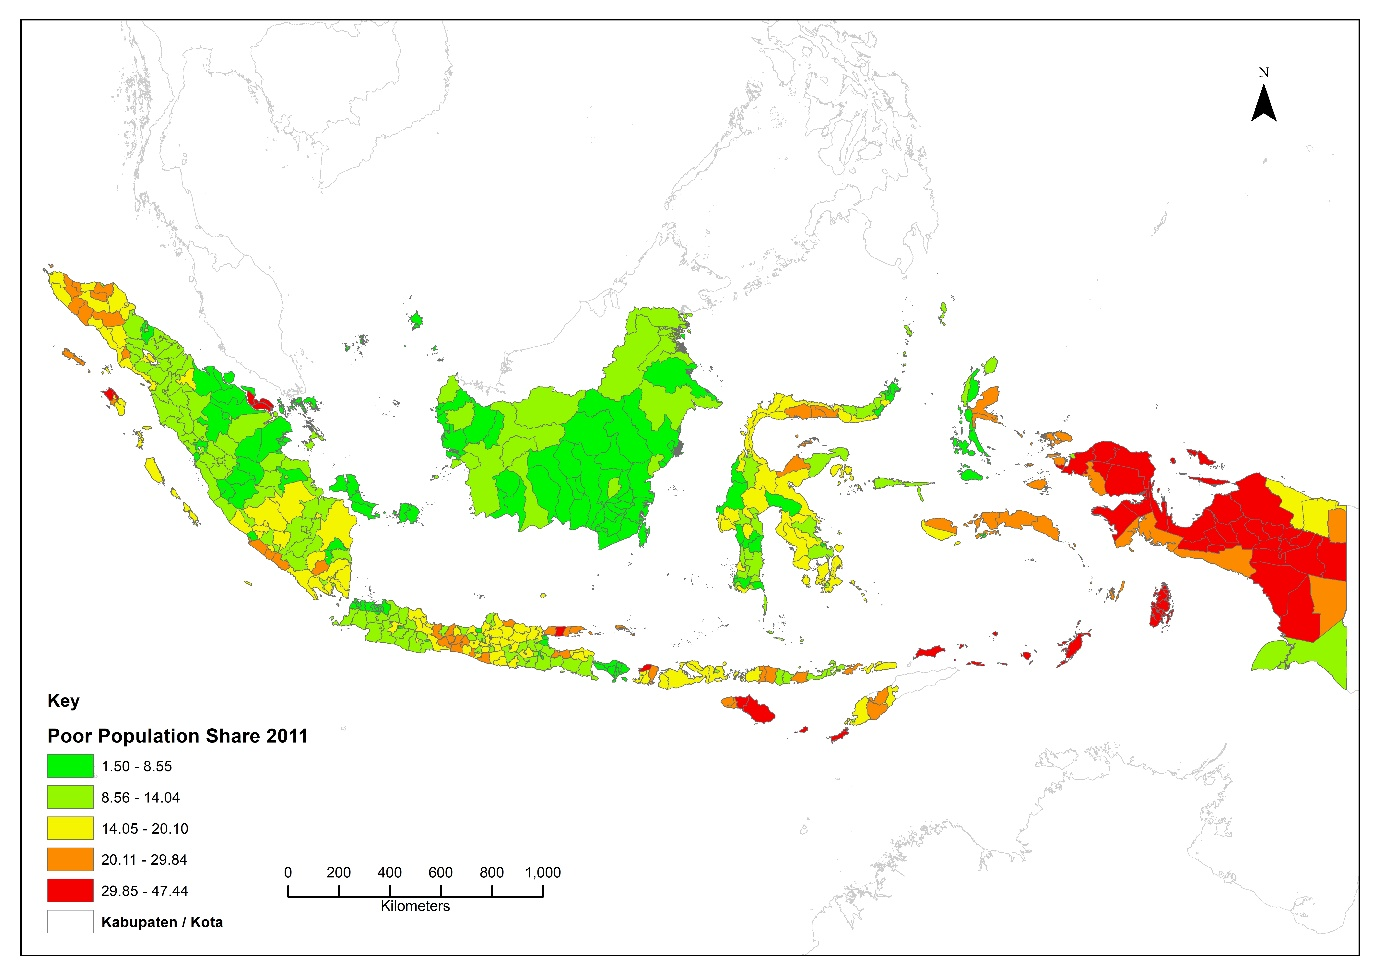 N
Key
Poor Population Share 2011
1.50 - 8.55
8.56 - 14.04
14.05 - 20.10
20.11 - 29.84
29.85 - 47.44
Kabupaten / Kota
0 200 400 600 800 1,000
Kilometers